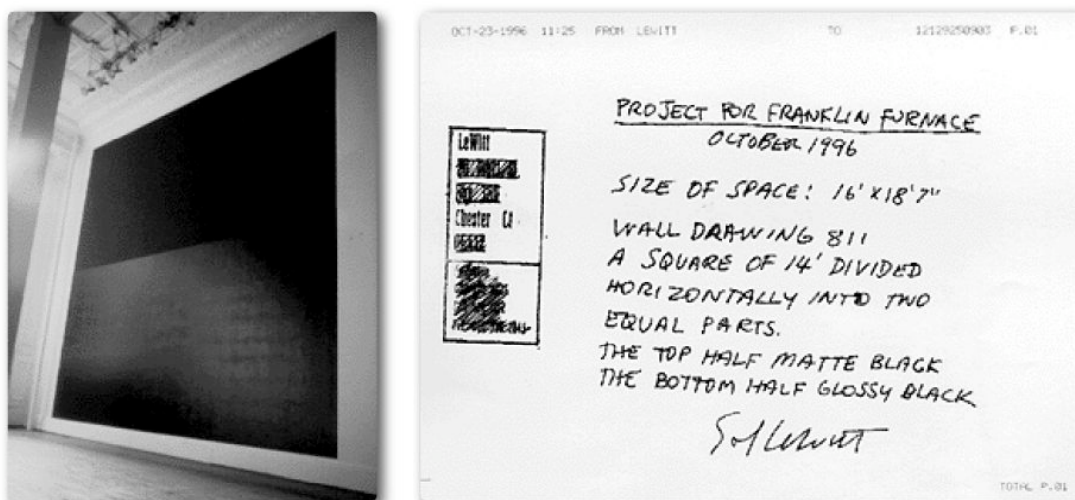 OCT-23-1996 11:25 FROM LEWITT TO 12129250903 P.01
PROJECT FOR FRANKLIN FURNACE
OCTOBER 1996
SIZE OF SPACE: 16' X 18'7"
WALL DRAWING 811
A SQUARE OF 14' DIVIDED
HORIZONTALLY INTO TWO
EQUAL PARTS.
THE TOP HALF MATTE BLACK
THE BOTTOM HALF GLOSSY BLACK
Sol LeWitt
LeWitt
Chester
TOTAL P.01